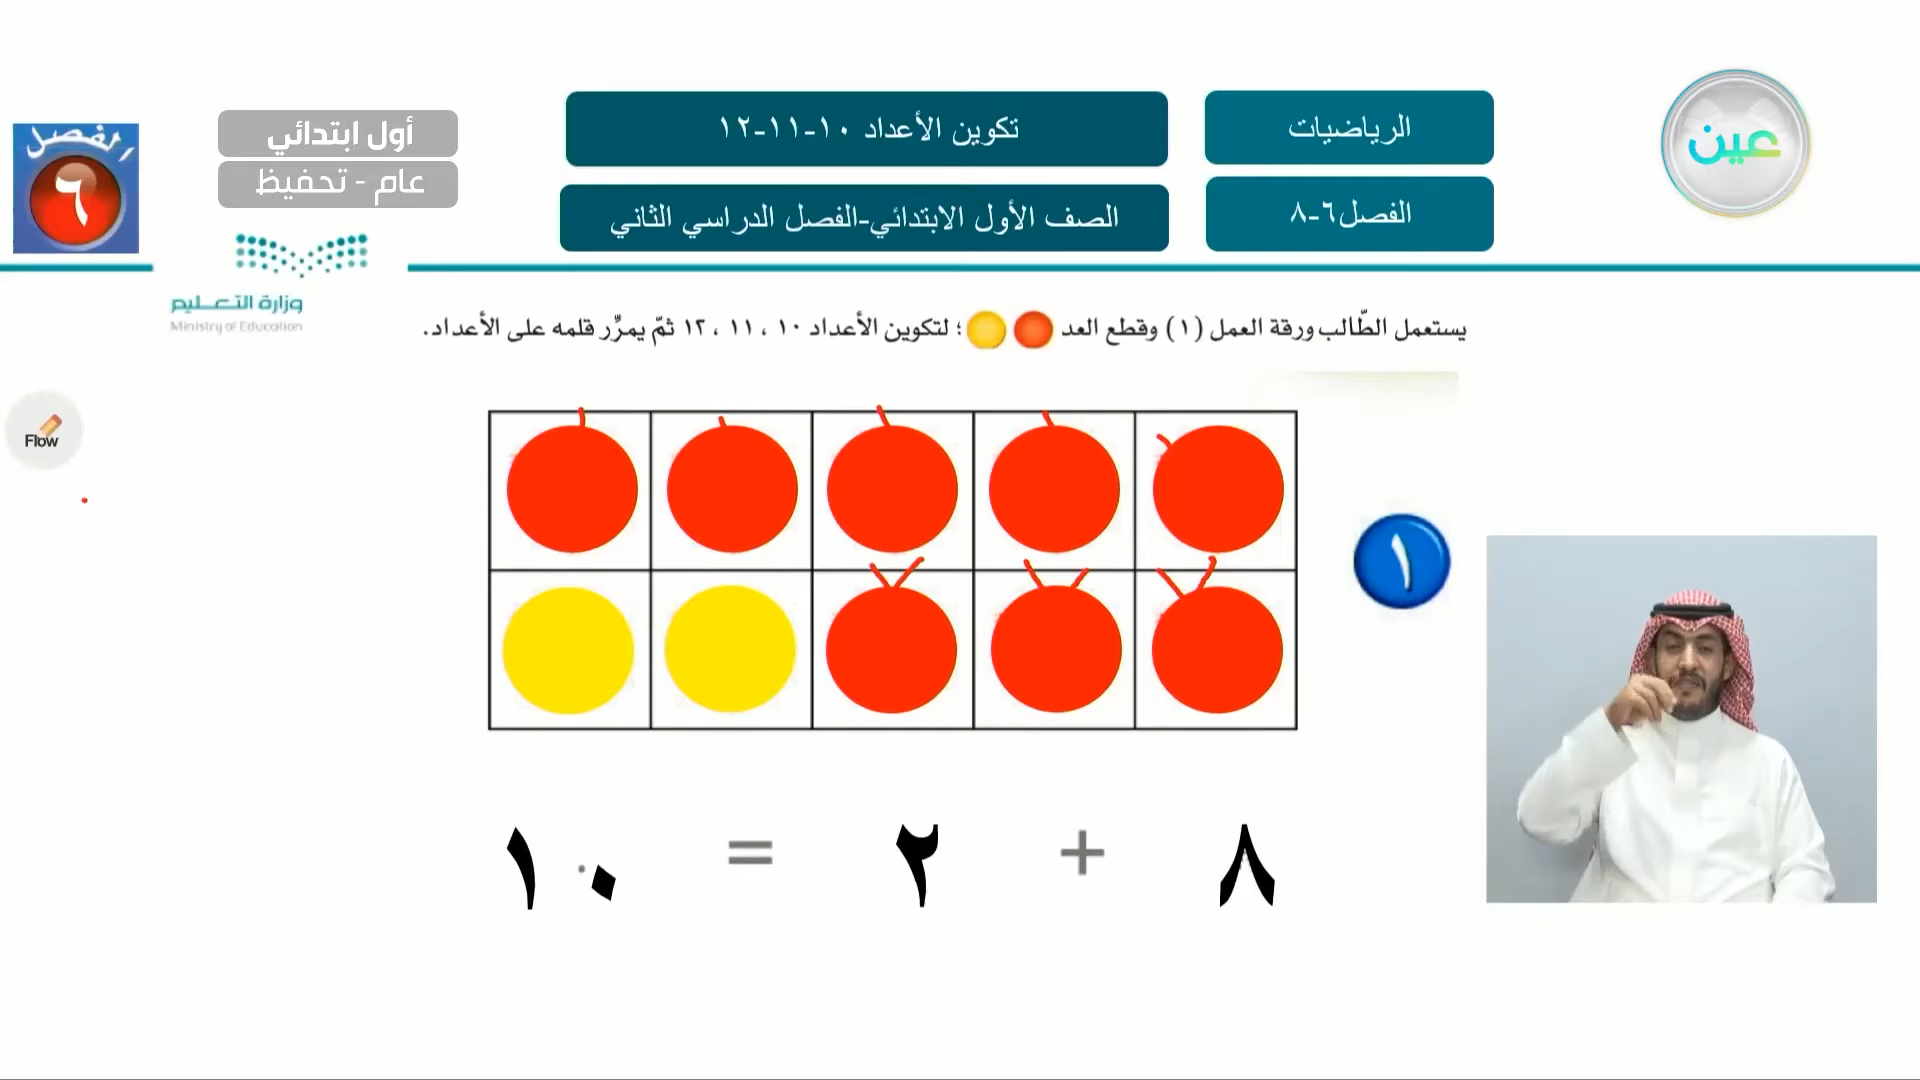 عين
الرياضيات
تكوين الأعداد ١٠-١١-١٢
أول ابتدائي
عام - تحفيظ
الفصل
٦
الفصل٦-٨
الصف الأول الابتدائي-الفصل الدراسي الثاني
وزارة التعـــليم
Ministry of Education
يستعمل الطّالب ورقة العمل (١) وقطع العد ؛ لتكوين الأعداد ١٠ ، ١١ ، ١٢ ثمّ يمرِّر قلمه على الأعداد.
Flow
١
٨ + ٢ = ١٠